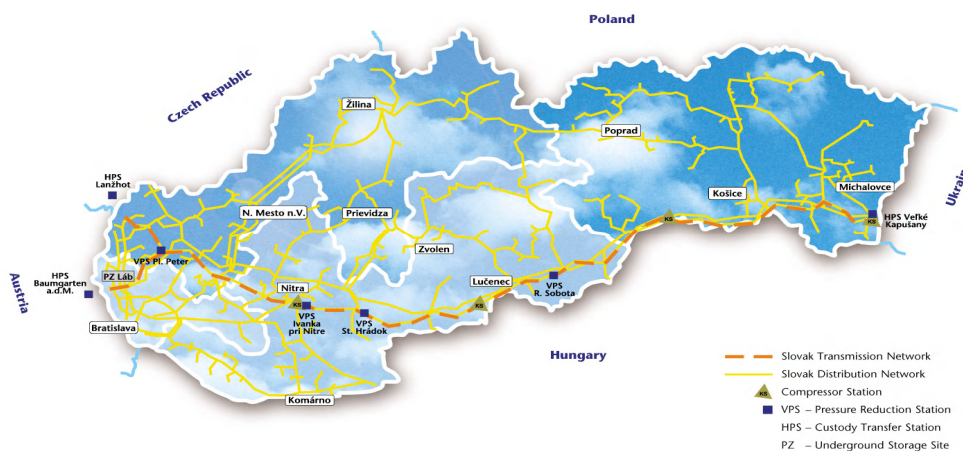 Poland
Czech Republic
Žilina
Poprad
HPS
Lanžhot
N. Mesto n.V.
Prievidza
Košice
Michalovce
Zvolen
HPS Veľké
Kapušany
KS
KS
VPS Pl. Peter
Austria
HPS
Baumgarten
a.d.M.
PZ Láb
Nitra
Lučenec
VPS
R. Sobota
KS
KS
VPS
Ivanka
pri Nitre
VPS
St. Hrádok
Bratislava
Hungary
Komárno
Slovak Transmission Network
Slovak Distribution Network
KS
Compressor Station
VPS – Pressure Reduction Station
HPS – Custody Transfer Station
PZ – Underground Storage Site